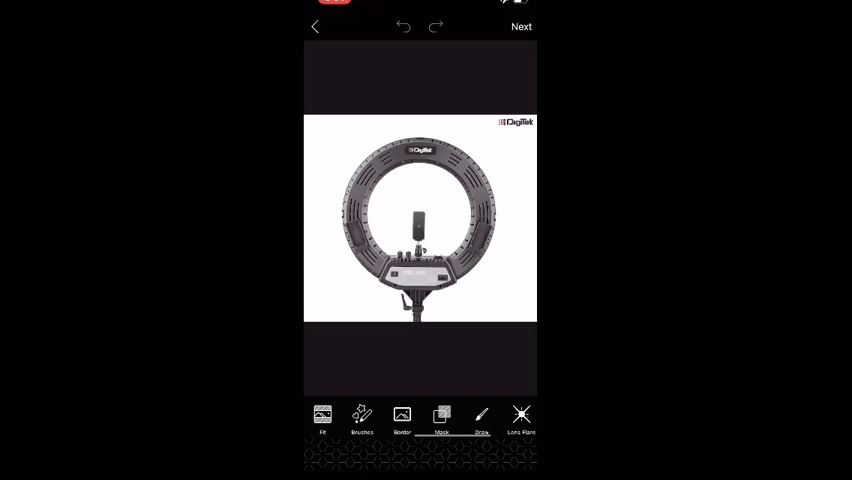 Next
DigiTek
DigiTek
Fit
Brushes
Border
Mask
Draw
Lens Flare